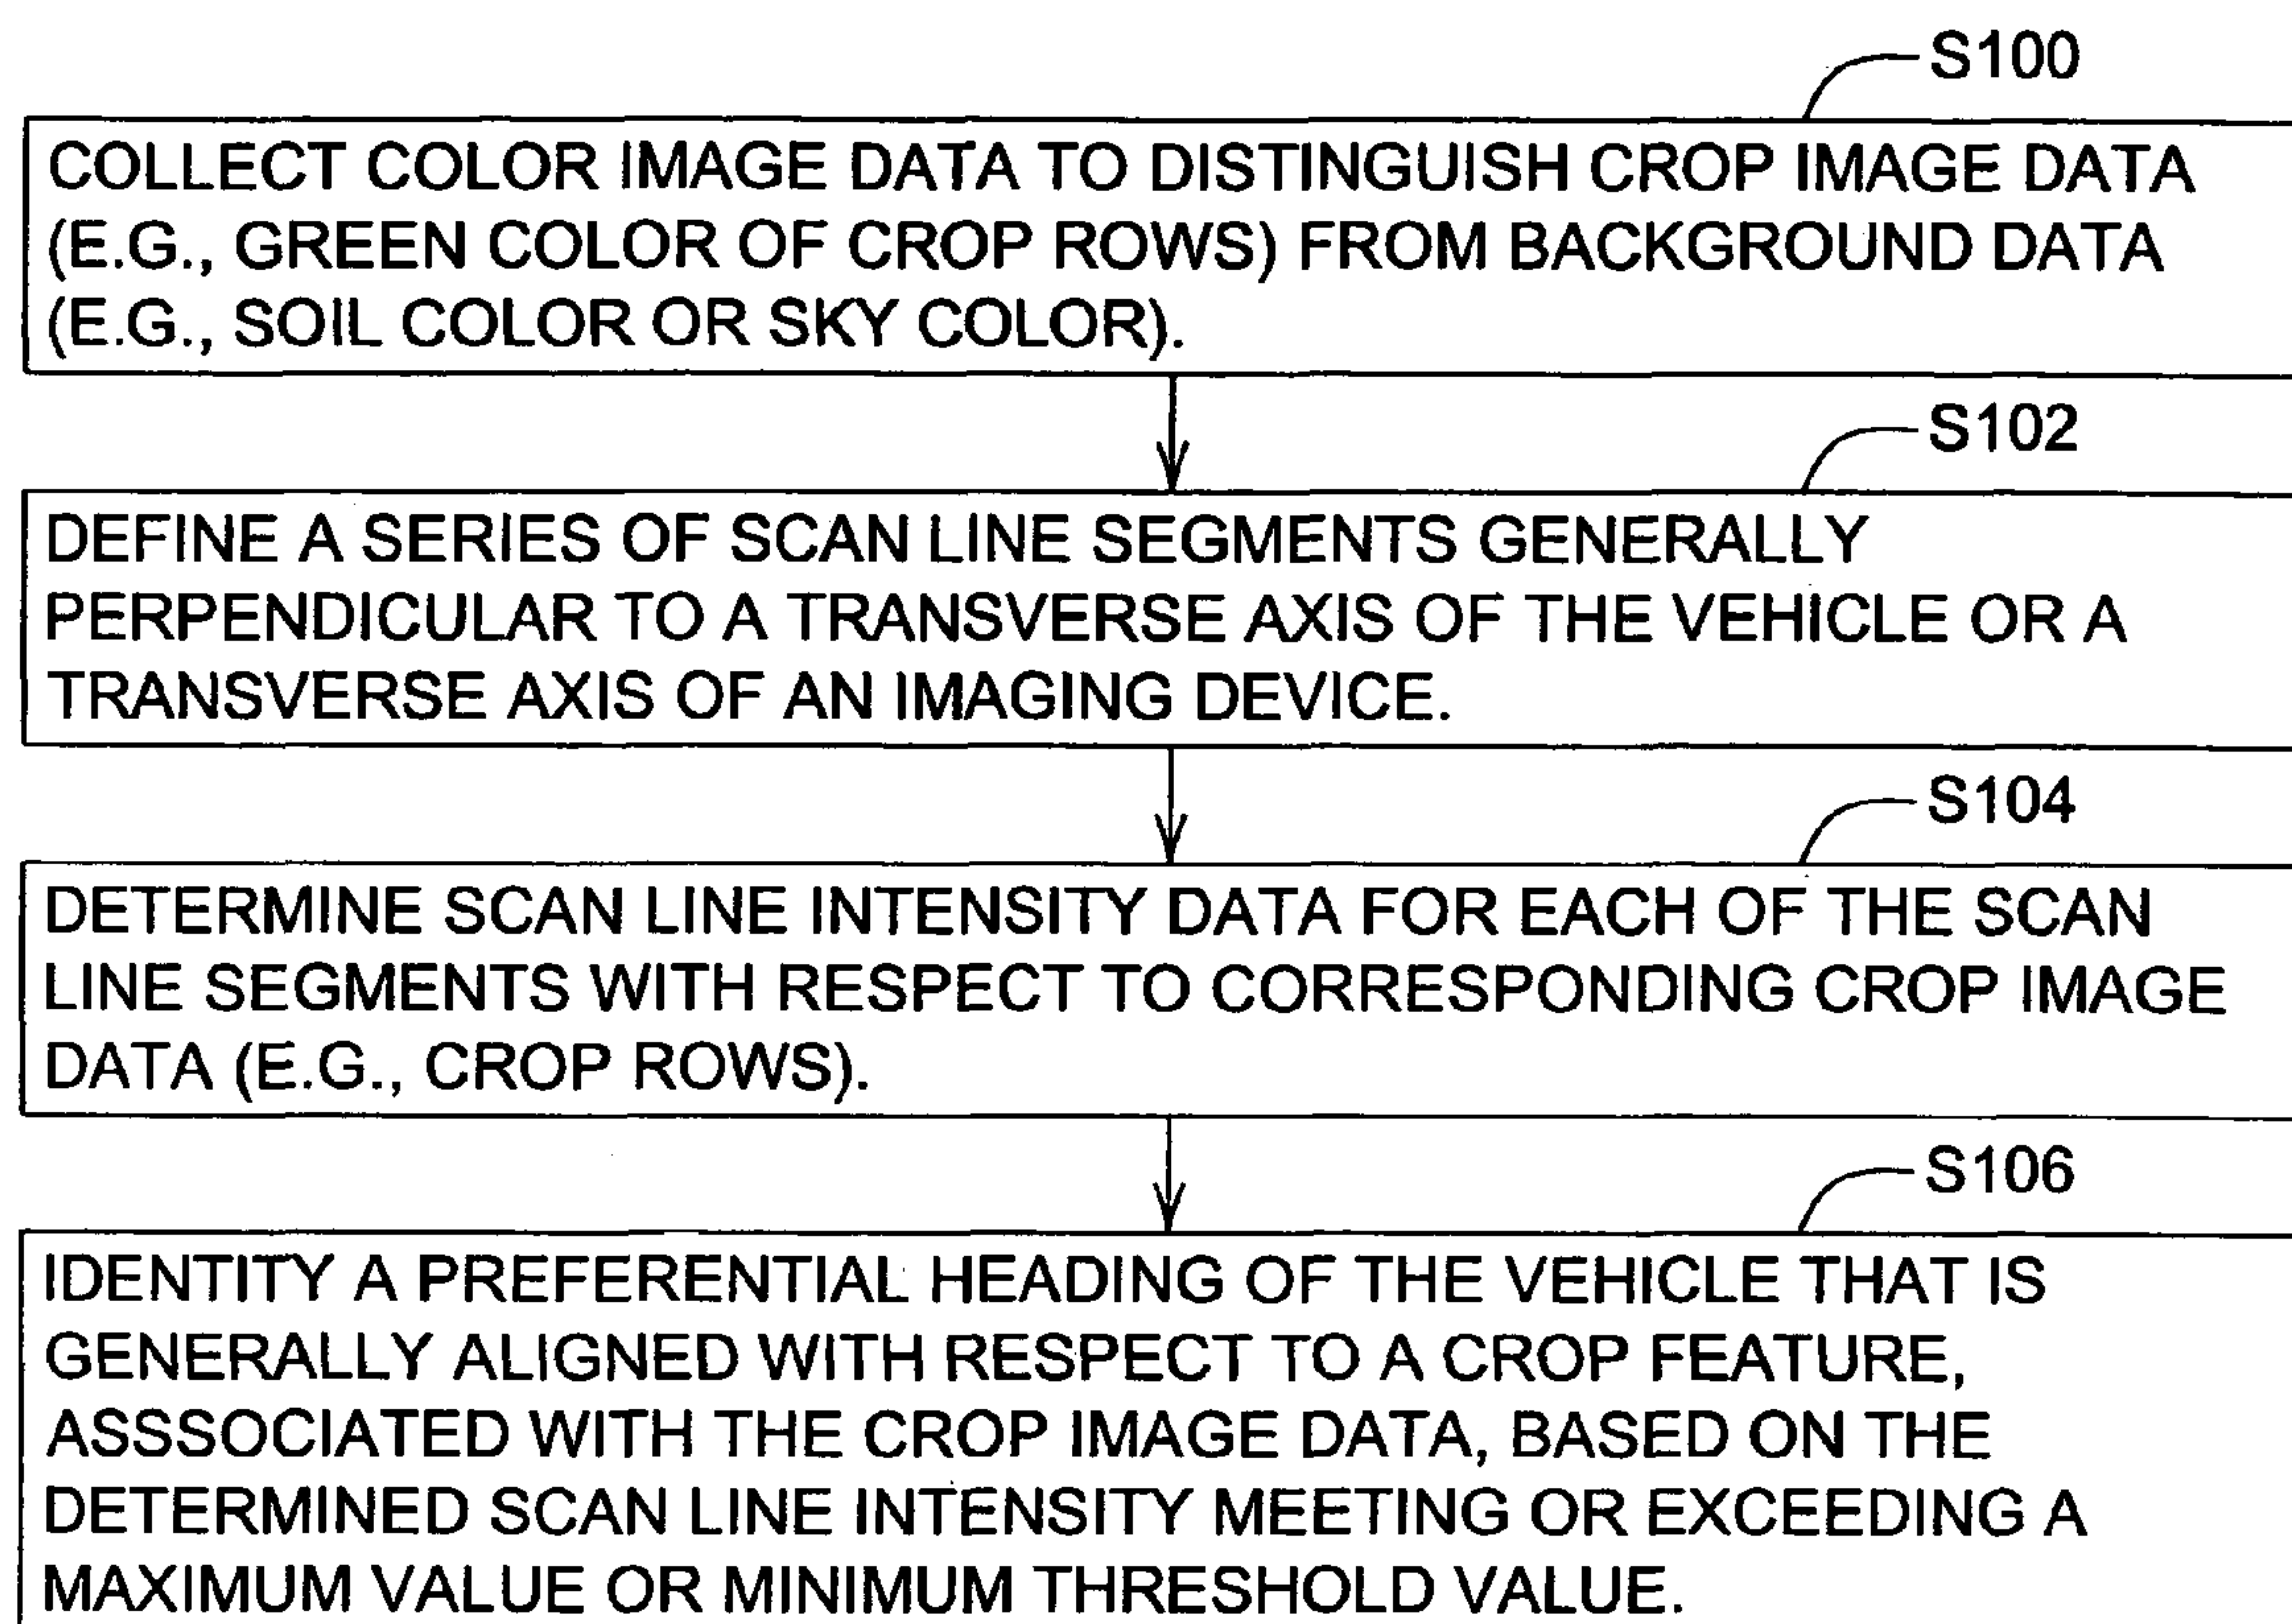 S100
COLLECT COLOR IMAGE DATA TO DISTINGUISH CROP IMAGE DATA
(E.G., GREEN COLOR OF CROP ROWS) FROM BACKGROUND DATA
(E.G., SOIL COLOR OR SKY COLOR).
S102
DEFINE A SERIES OF SCAN LINE SEGMENTS GENERALLY
PERPENDICULAR TO A TRANSVERSE AXIS OF THE VEHICLE OR A
TRANSVERSE AXIS OF AN IMAGING DEVICE.
S104
DETERMINE SCAN LINE INTENSITY DATA FOR EACH OF THE SCAN
LINE SEGMENTS WITH RESPECT TO CORRESPONDING CROP IMAGE
DATA (E.G., CROP ROWS).
S106
IDENTITY A PREFERENTIAL HEADING OF THE VEHICLE THAT IS
GENERALLY ALIGNED WITH RESPECT TO A CROP FEATURE,
ASSSOCIATED WITH THE CROP IMAGE DATA, BASED ON THE
DETERMINED SCAN LINE INTENSITY MEETING OR EXCEEDING A
MAXIMUM VALUE OR MINIMUM THRESHOLD VALUE.